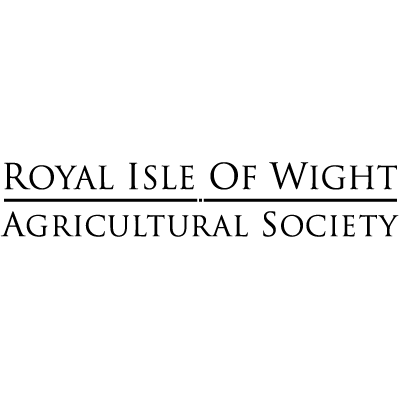 Royal Isle Of Wight
Agricultural Society